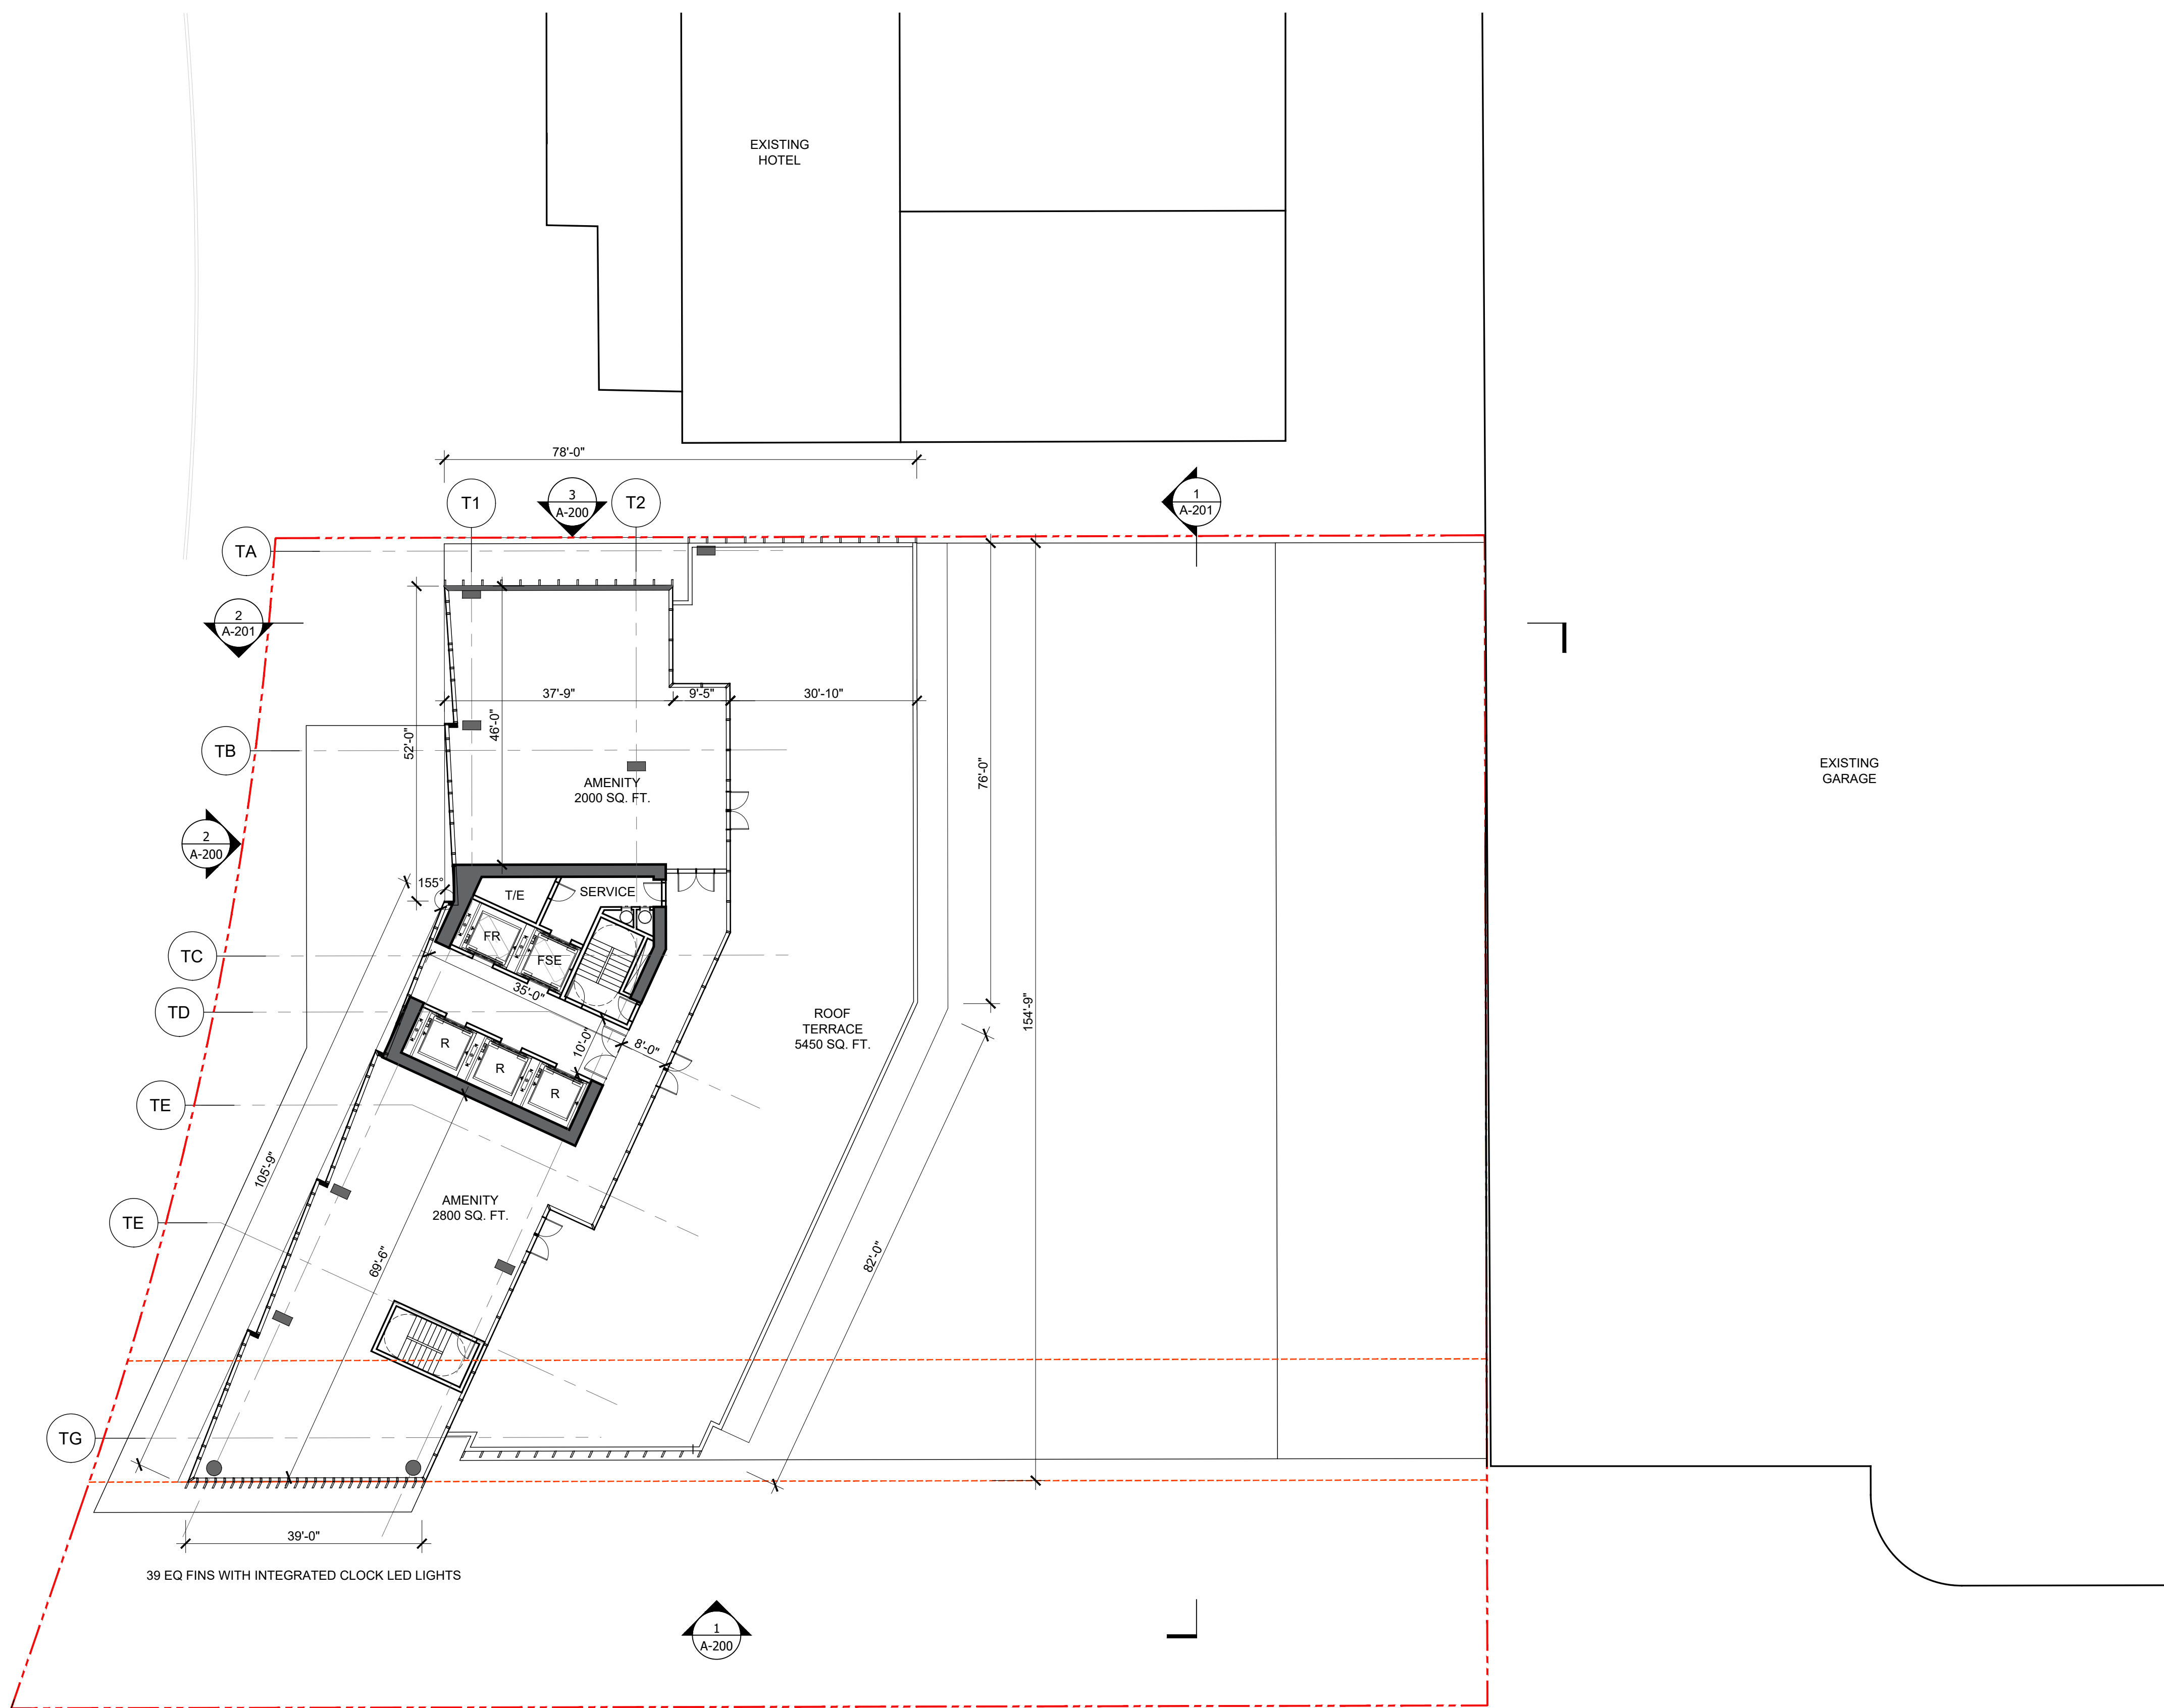 EXISTING
HOTEL
78'-0"
T1
3
A-200
T2
1
A-201
TA
2
A-201
37'-9"
9'-5"
30'-10"
46'-0"
52'-0"
TB
76'-0"
EXISTING
GARAGE
AMENITY
2000 SQ. FT.
2
A-200
155°
T/E
SERVICE
FR
FSE
TC
35'-0"
TD
154'-9"
ROOF
TERRACE
5450 SQ. FT.
10'-0"
8'-0"
R
R
R
TE
105'-9"
AMENITY
2800 SQ. FT.
TE
69'-6"
82'-0"
TG
39'-0"
39 EQ FINS WITH INTEGRATED CLOCK LED LIGHTS
1
A-200